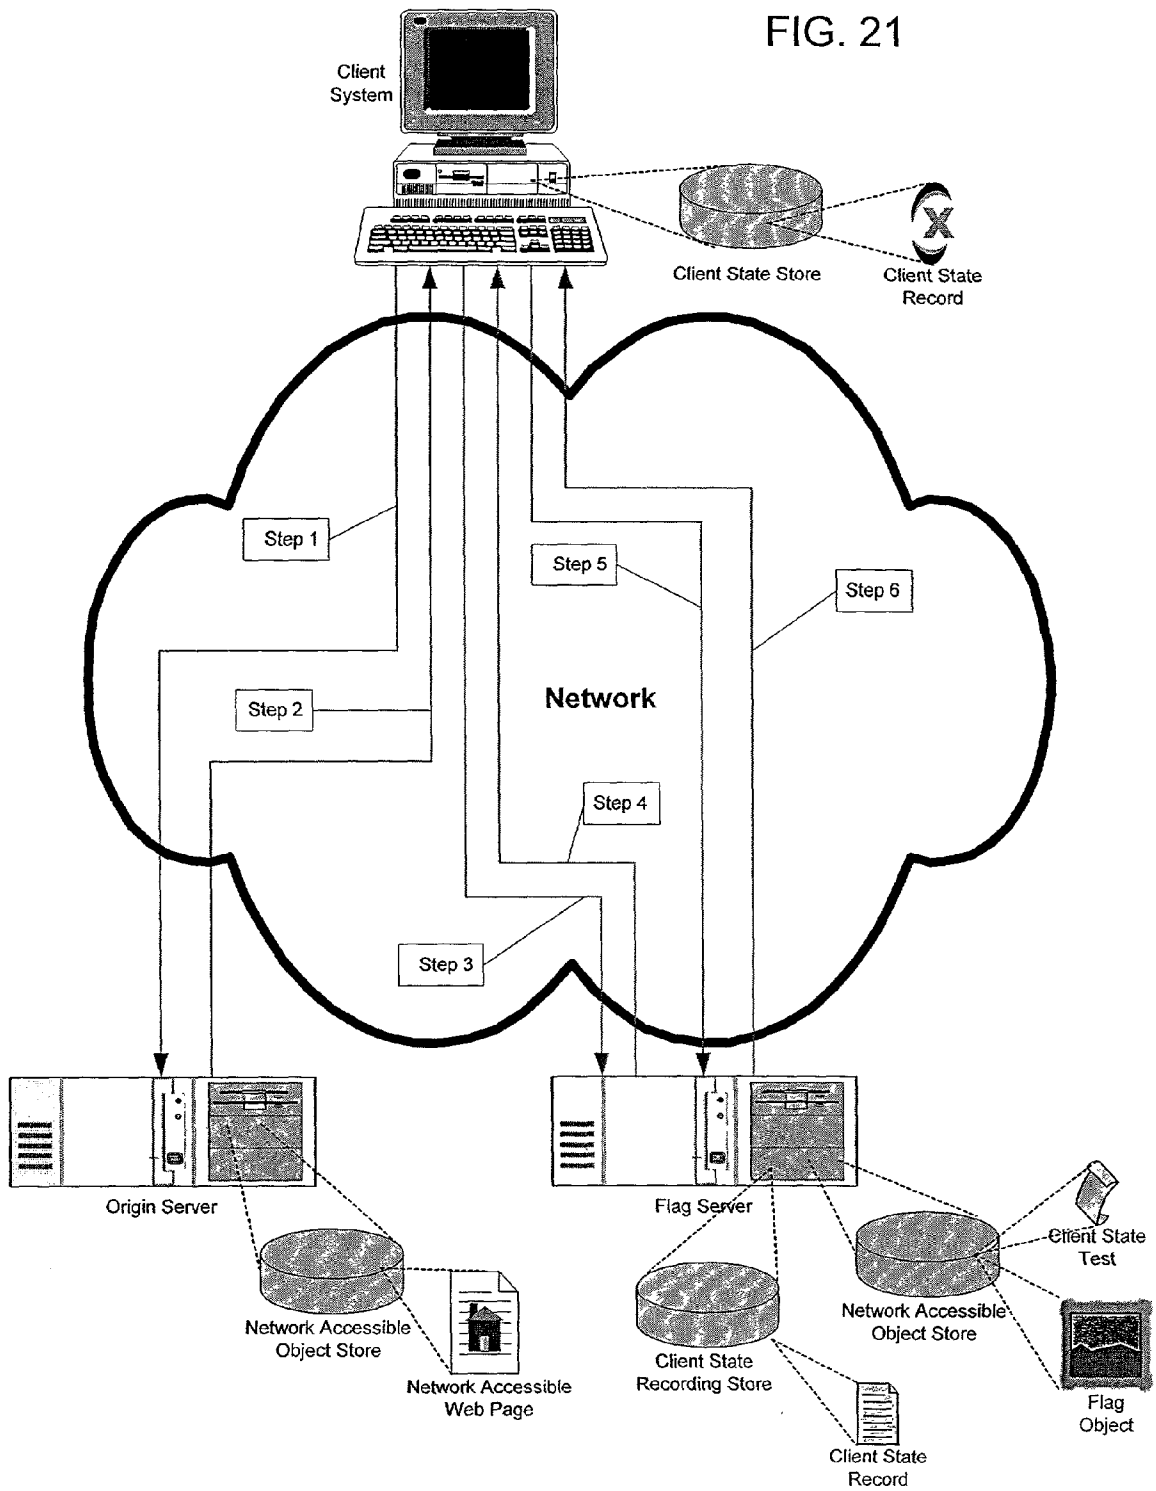 FIG. 21
Client
System
Client State Store
Client State
Record
X
Step 1
Step 5
Step 6
Step 2
Network
Step 4
Step 3
Origin Server
Flag Server
Network Accessible
Object Store
Network Accessible
Web Page
Client State
Recording Store
Client State
Record
Network Accessible
Object Store
Client State
Test
Flag
Object